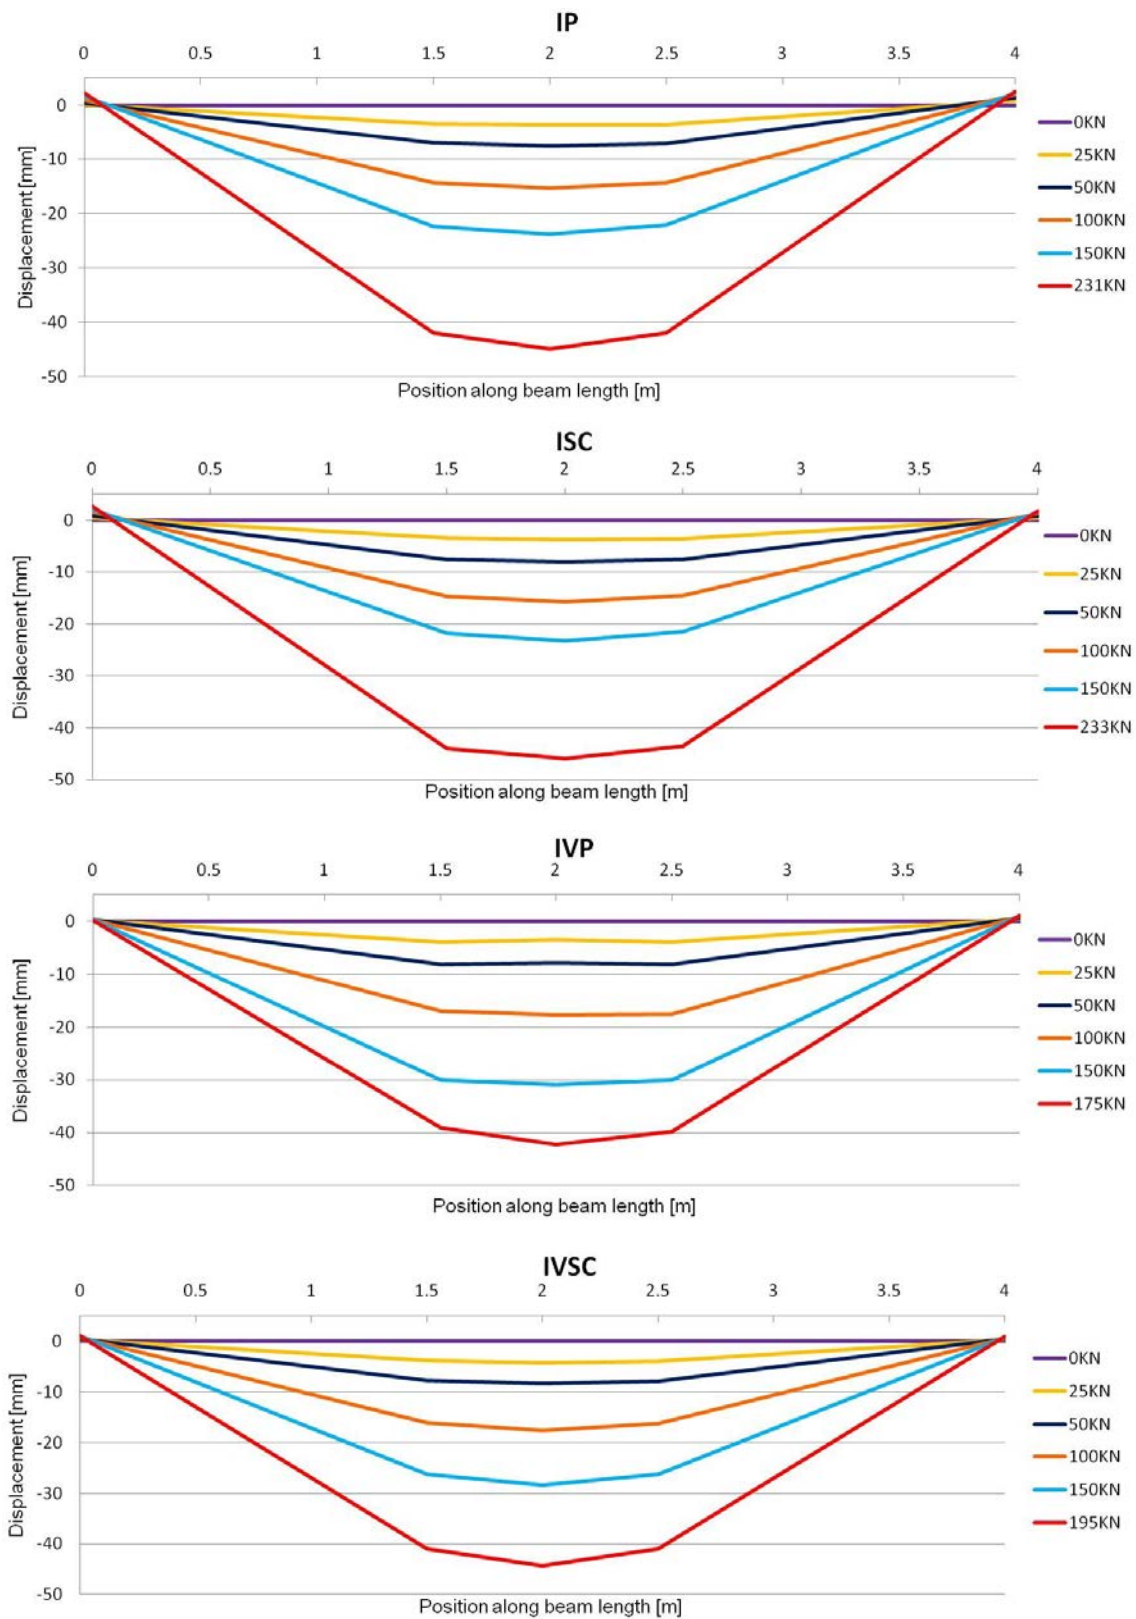 IP
0 0.5 1 1.5 2 2.5 3 3.5 4
0
-10
-20
-30
-40
-50
Displacement [mm]
Position along beam length [m]
0KN
25KN
50KN
100KN
150KN
231KN
ISC
0 0.5 1 1.5 2 2.5 3 3.5 4
0
-10
-20
-30
-40
-50
Displacement [mm]
Position along beam length [m]
0KN
25KN
50KN
100KN
150KN
233KN
IVP
0 0.5 1 1.5 2 2.5 3 3.5 4
0
-10
-20
-30
-40
-50
Displacement [mm]
Position along beam length [m]
0KN
25KN
50KN
100KN
150KN
175KN
IVSC
0 0.5 1 1.5 2 2.5 3 3.5 4
0
-10
-20
-30
-40
-50
Displacement [mm]
Position along beam length [m]
0KN
25KN
50KN
100KN
150KN
195KN